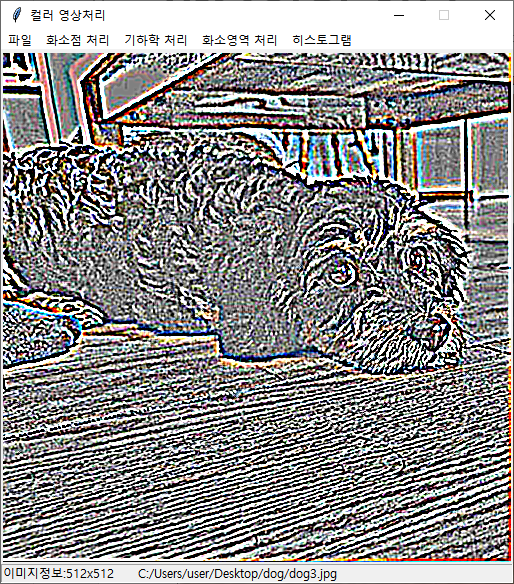 컬러 영상처리
파일 화소점 처리 기하학 처리 화소영역 처리 히스토그램
이미지정보:512x512 C:/Users/user/Desktop/dog/dog3.jpg